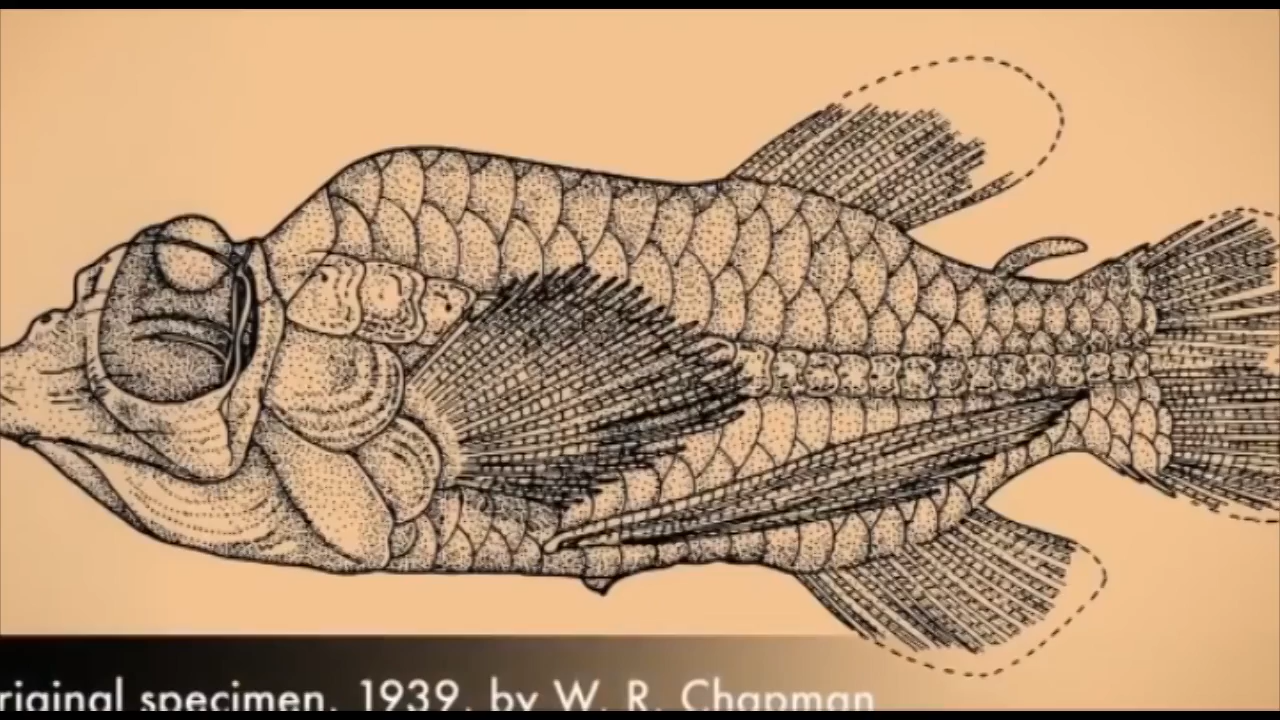 riginal specimen, 1939, by W. R. Chapman